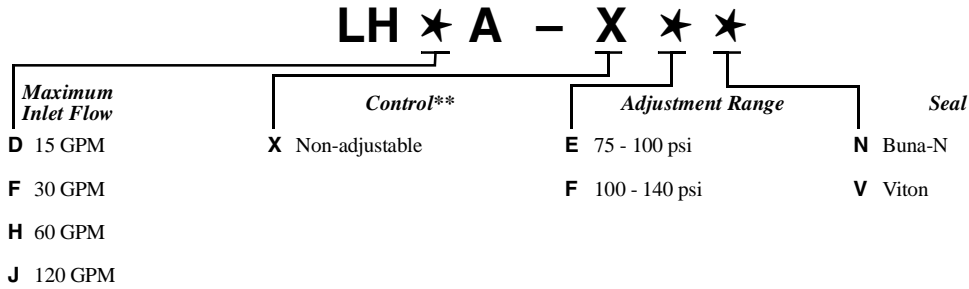 LH ✶ A – X ✶ ✶
Maximum
Inlet Flow
Control**
Adjustment Range
Seal
D 15 GPM
X Non-adjustable
E 75 - 100 psi
N Buna-N
F 30 GPM
F 100 - 140 psi
V Viton
H 60 GPM
J 120 GPM